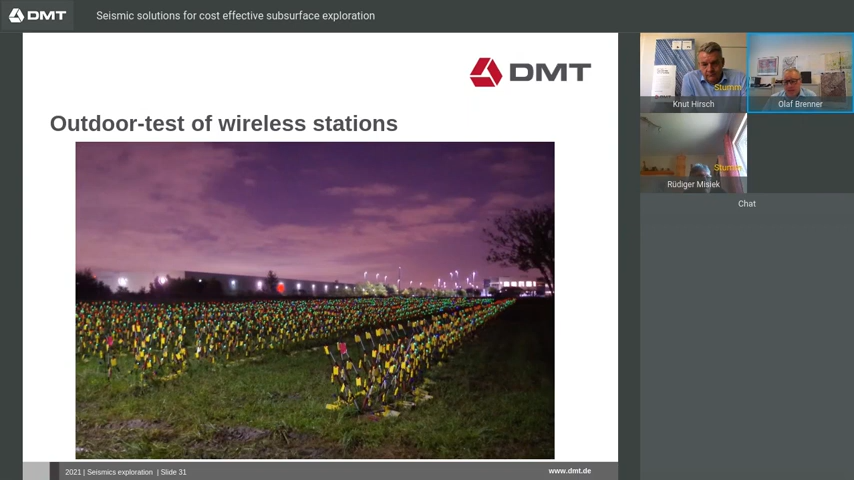 DMT
Seismic solutions for cost effective subsurface exploration
DMT
Outdoor-test of wireless stations
2021 | Seismics exploration | Slide 31
www.dmt.de
Stumm
Knut Hirsch
Olaf Brenner
Stumm
Rüdiger Misiek
Chat